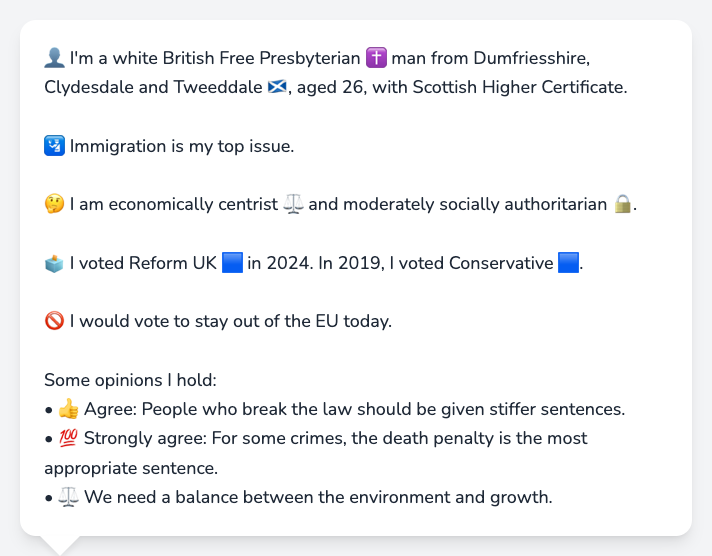 👤 I'm a white British Free Presbyterian ✝️ man from Dumfriesshire,
Clydesdale and Tweeddale 🏴󠁧󠁢󠁳󠁣󠁴󠁿, aged 26, with Scottish Higher Certificate.
🛂 Immigration is my top issue.
🤔 I am economically centrist ⚖️ and moderately socially authoritarian 🔒.
🗳️ I voted Reform UK 🟦 in 2024. In 2019, I voted Conservative 🟦.
🚫 I would vote to stay out of the EU today.
Some opinions I hold:
• 👍 Agree: People who break the law should be given stiffer sentences.
• 💯 Strongly agree: For some crimes, the death penalty is the most
appropriate sentence.
• ⚖️ We need a balance between the environment and growth.